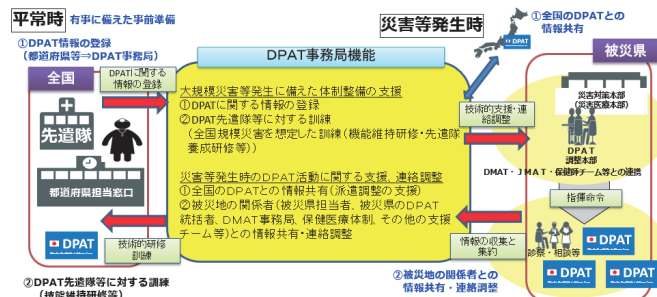 平常時 有事に備えた事前準備
①DPAT情報の登録
(都道府県等⇒DPAT事務局)
全国
先遣隊
都道府県担当窓口
DPAT
②DPAT先遣隊等に対する訓練
(技能維持研修等)
DPATに関する
情報の登録
技術的研修
訓練
DPAT事務局機能
大規模災害等発生に備えた体制整備の支援
①DPATに関する情報の登録
②DPAT先遣隊等に対する訓練
(全国規模災害を想定した訓練(機能維持研修・先遣隊
養成研修等))
災害等発生時のDPAT活動に関する支援、連絡調整
①全国のDPATとの情報共有(派遣調整の支援)
②被災地の関係者(被災県担当者、被災県のDPAT
統括者、DMAT事務局、保健医療体制、その他の支援
チーム等)との情報共有・連絡調整
災害等発生時
①全国のDPATとの
情報共有
DPAT
技術的支援・連
絡調整
情報の収集と
集約
②被災地の関係者との
情報共有・連絡調整
被災県
災害対策本部
(災害医療本部)
DPAT
調整本部
DMAT・JMAT・保健師チーム等との連携
指揮命令
診察・相談等
DPAT
DPAT
DPAT